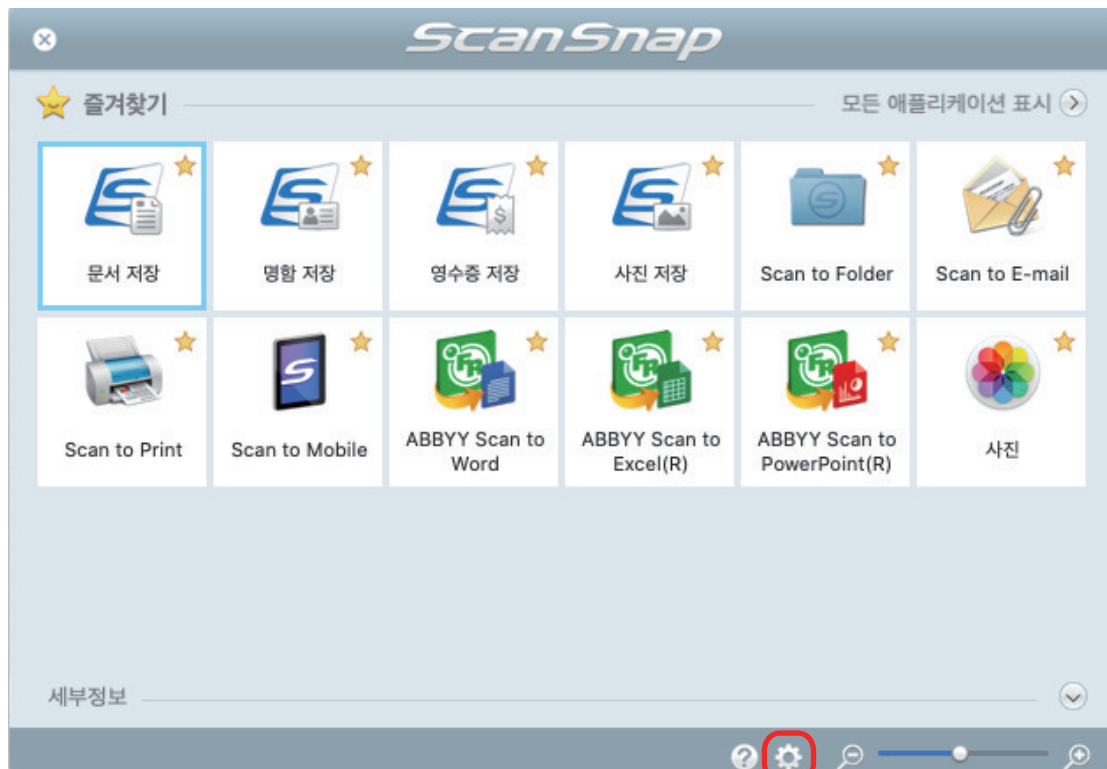 ScanSnap
즐겨찾기
모든 애플리케이션 표시
문서 저장
명함 저장
영수증 저장
사진 저장
Scan to Folder
Scan to E-mail
Scan to Print
Scan to Mobile
ABBYY Scan to
Word
ABBYY Scan to
Excel(R)
ABBYY Scan to
PowerPoint(R)
사진
세부정보